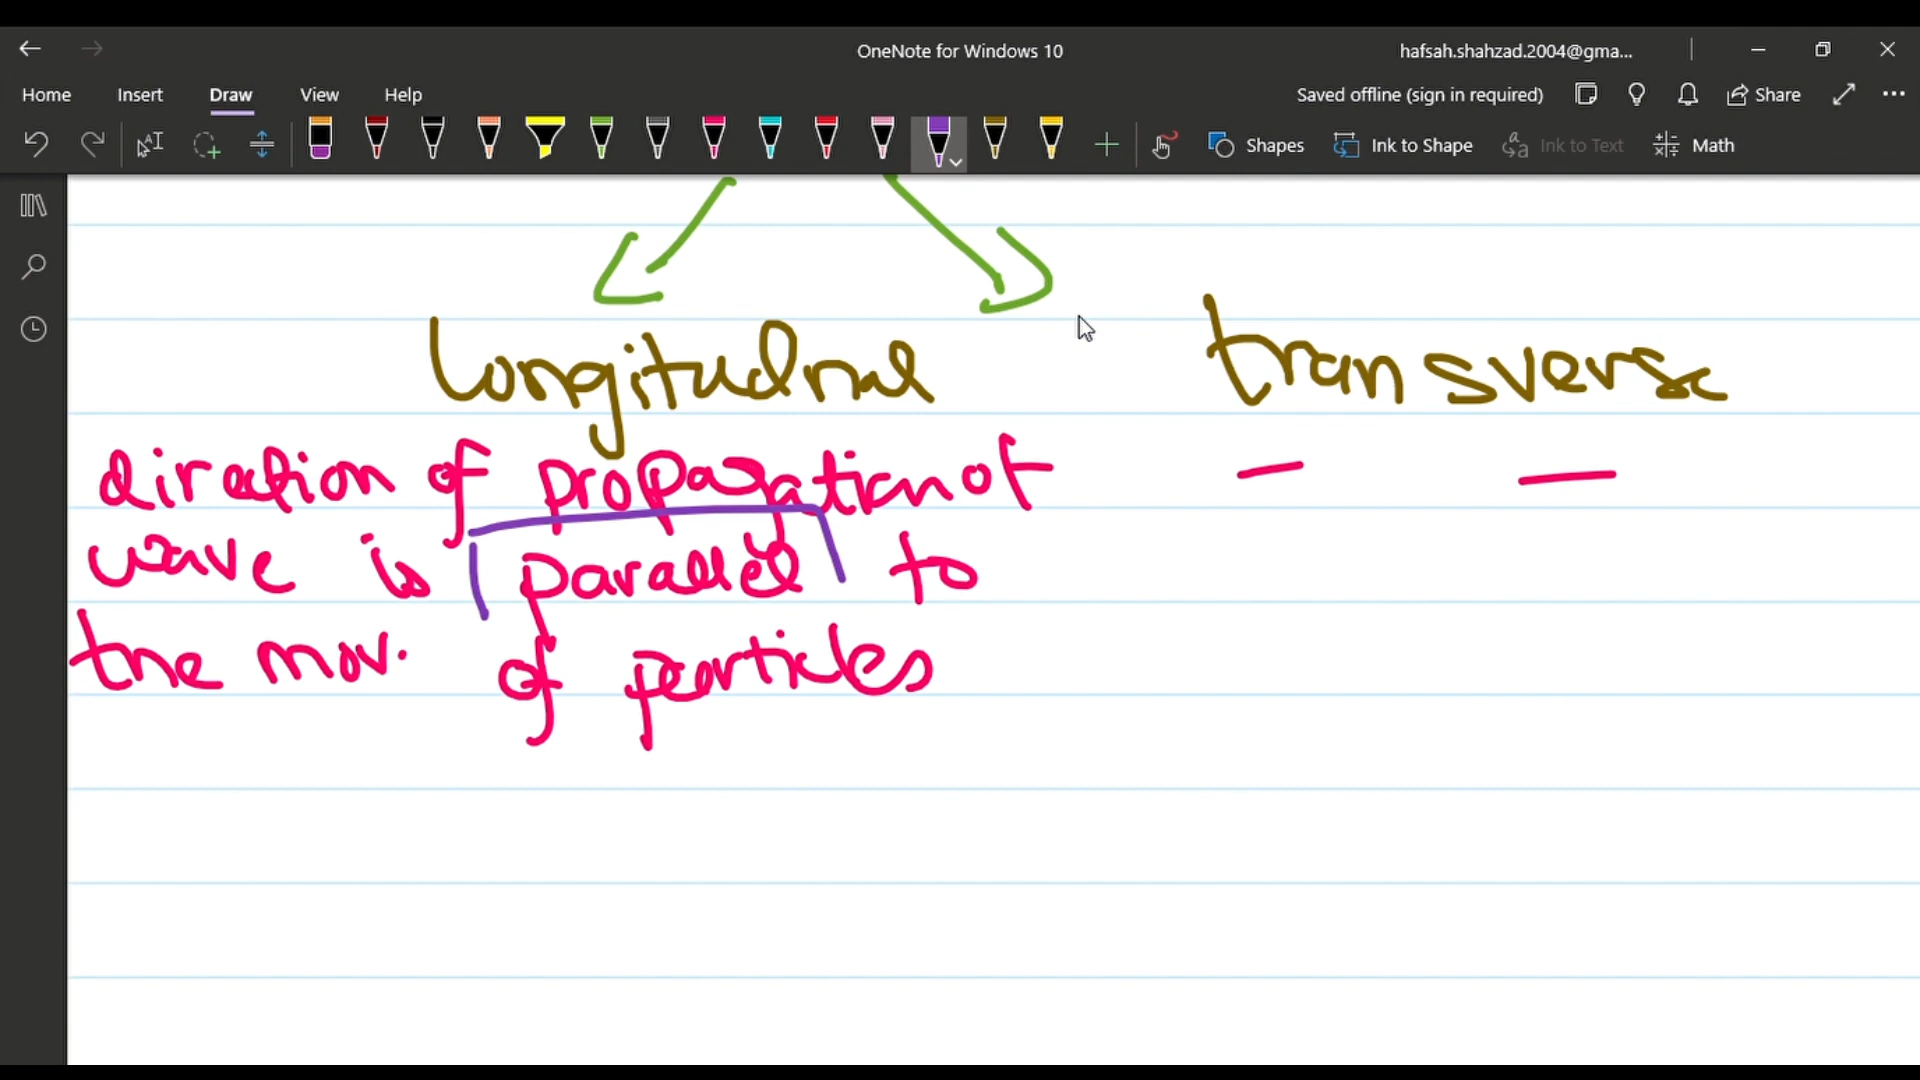 OneNote for Windows 10
hafsah.shahzad.2004@gma...
Home Insert Draw View Help
Saved offline (sign in required) Share
Shapes Ink to Shape Ink to Text Math
longitudnal transverse
direction of propagation of
wave is parallel to
the mov. of particles